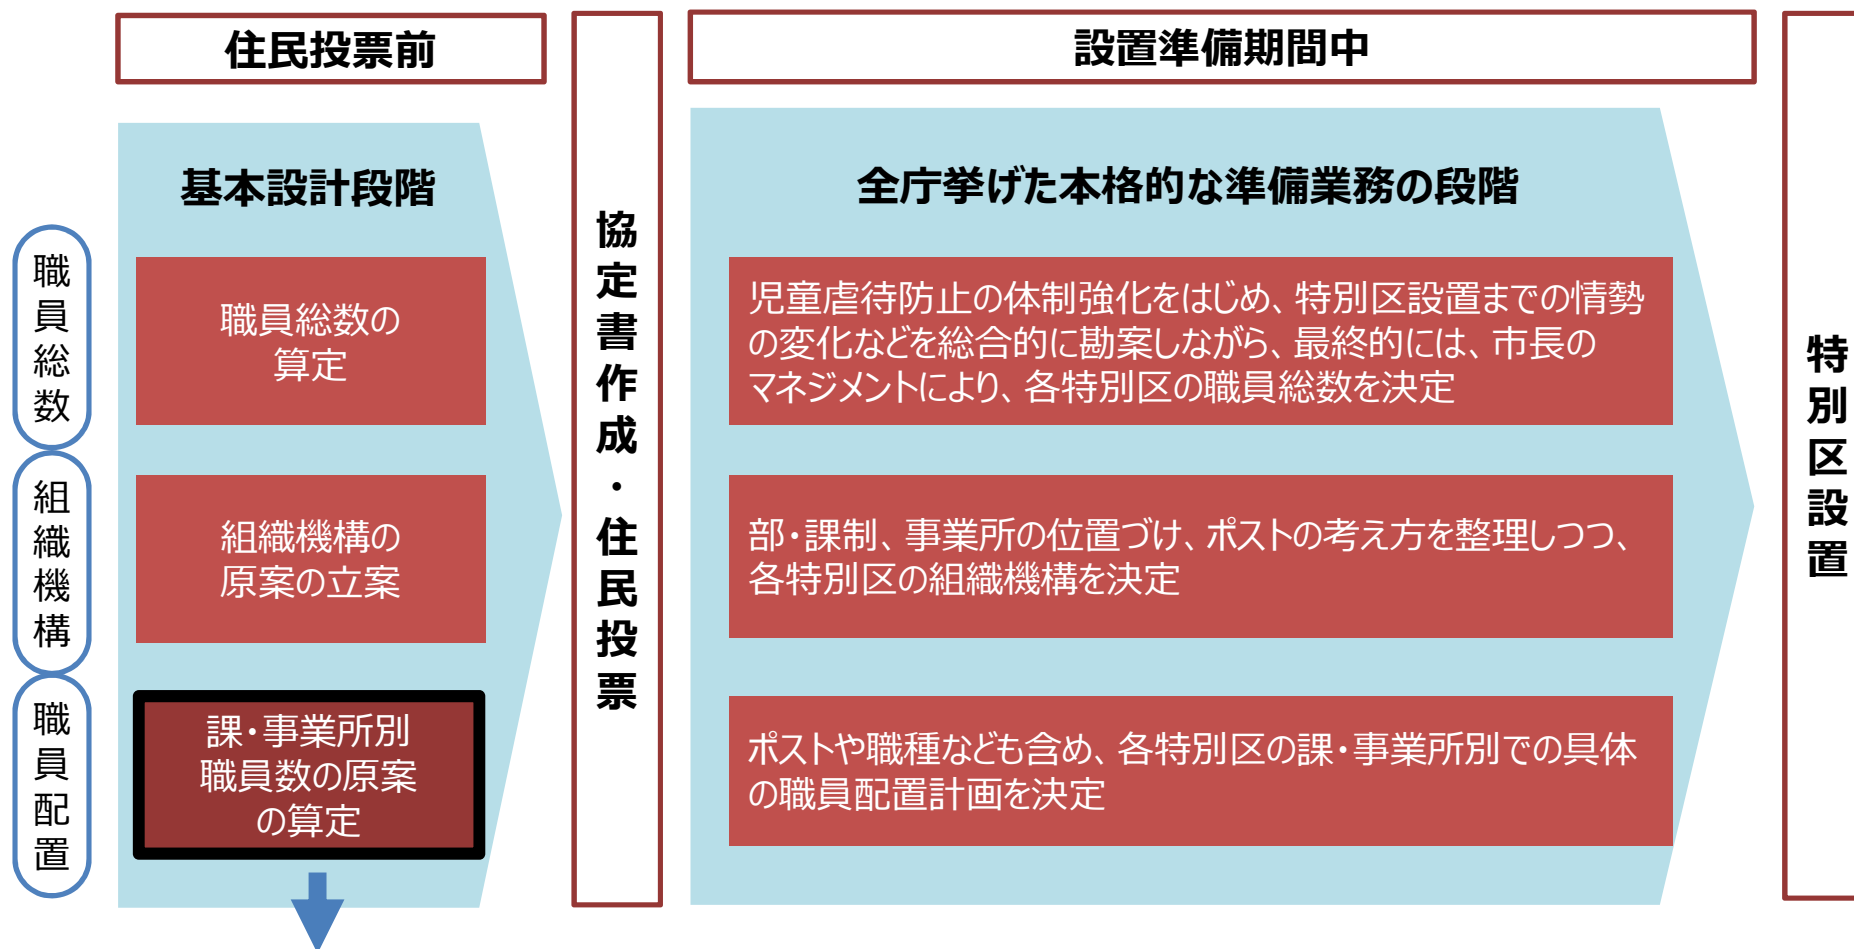 住民投票前
設置準備期間中
基本設計段階
全庁挙げた本格的な準備業務の段階
職員総数
職員総数の
算定
児童虐待防止の体制強化をはじめ、特別区設置までの情勢
の変化などを総合的に勘案しながら、最終的には、市長の
マネジメントにより、各特別区の職員総数を決定
組織機構
組織機構の
原案の立案
部・課制、事業所の位置づけ、ポストの考え方を整理しつつ、
各特別区の組織機構を決定
職員配置
課・事業所別
職員数の原案
の算定
ポストや職種なども含め、各特別区の課・事業所別での具体
の職員配置計画を決定
協定書作成・住民投票
特別区設置